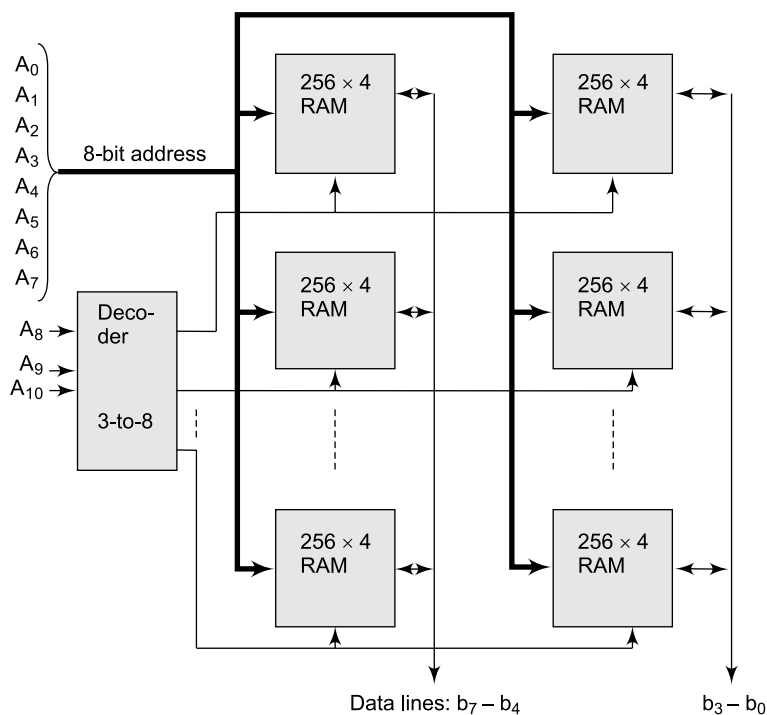 A0
A1
A2
A3
A4
A5
A6
A7
8-bit address
256 × 4
RAM
256 × 4
RAM
256 × 4
RAM
256 × 4
RAM
A8
A9
A10
Deco-
der
3-to-8
256 × 4
RAM
256 × 4
RAM
Data lines: b7 – b4
b3 – b0